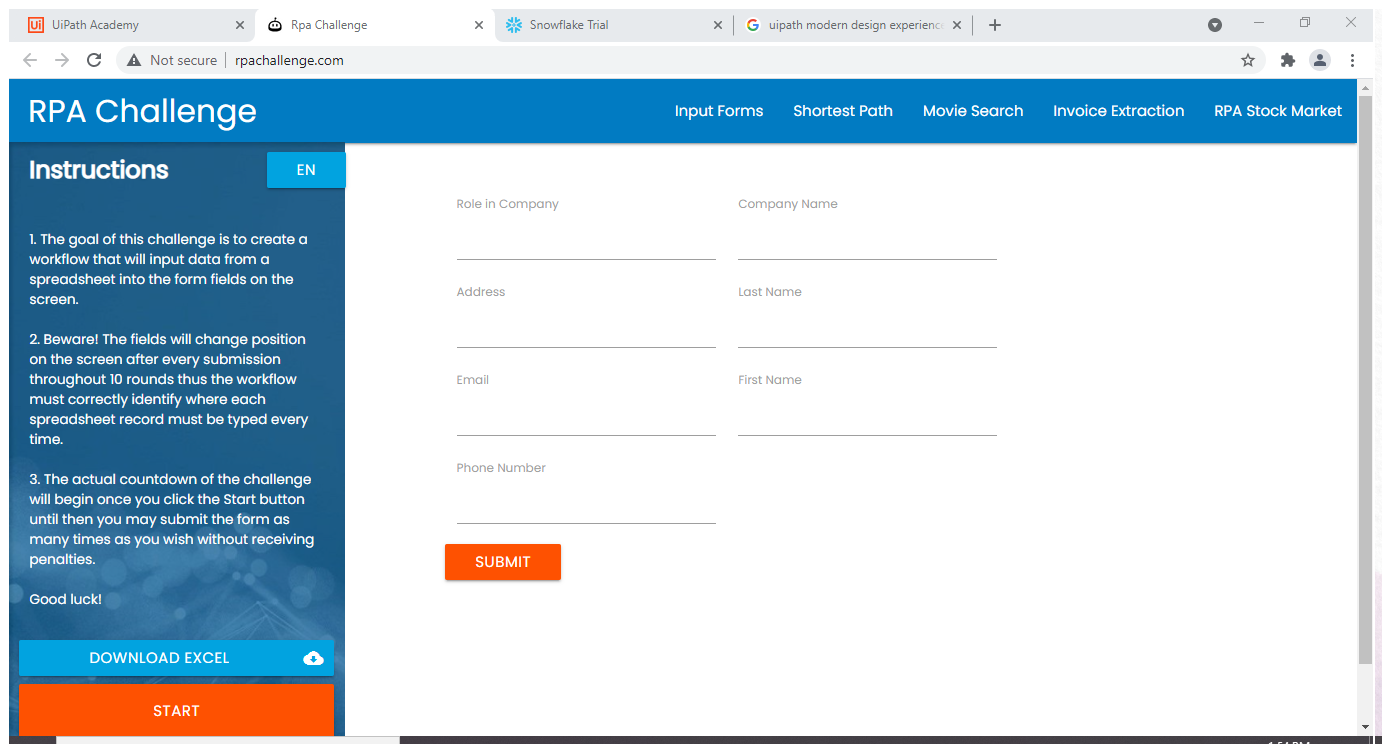 UiPath Academy
Rpa Challenge
Snowflake Trial
uipath modern design experience
Not secure
rpachallenge.com
RPA Challenge
Input Forms
Shortest Path
Movie Search
Invoice Extraction
RPA Stock Market
Instructions
EN
1. The goal of this challenge is to create a
workflow that will input data from a
spreadsheet into the form fields on the
screen.
2. Beware! The fields will change position
on the screen after every submission
throughout 10 rounds thus the workflow
must correctly identify where each
spreadsheet record must be typed every
time.
3. The actual countdown of the challenge
will begin once you click the Start button
until then you may submit the form as
many times as you wish without receiving
penalties.
Good luck!
DOWNLOAD EXCEL
START
Role in Company
Company Name
Address
Last Name
Email
First Name
Phone Number
SUBMIT